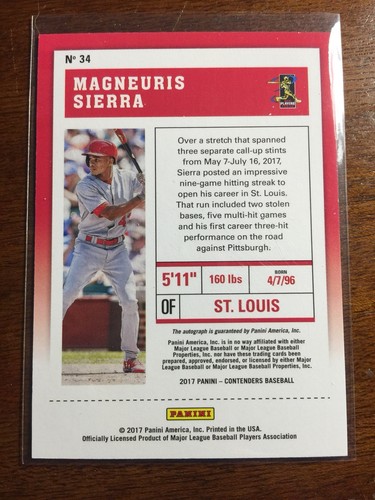 Nº 34
MAGNEURIS
SIERRA
PLAYERS
Over a stretch that spanned
three separate call-up stints
from May 7-July 16, 2017,
Sierra posted an impressive
nine-game hitting streak to
open his career in St. Louis.
That run included two stolen
bases, five multi-hit games
and his first career three-hit
performance on the road
against Pittsburgh.
5'11" 160 lbs BORN 4/7/96
OF ST. LOUIS
The autograph is guaranteed by Panini America, Inc.
Panini America, Inc. is in no way affiliated with either
Major League Baseball or Major League Baseball
Properties, Inc. nor have these trading cards been
prepared, approved, endorsed, or licensed by either Major
League Baseball or Major League Baseball Properties, Inc.
2017 PANINI – CONTENDERS BASEBALL
PANINI
© 2017 Panini America, Inc. Printed in the USA.
Officially Licensed Product of Major League Baseball Players Association